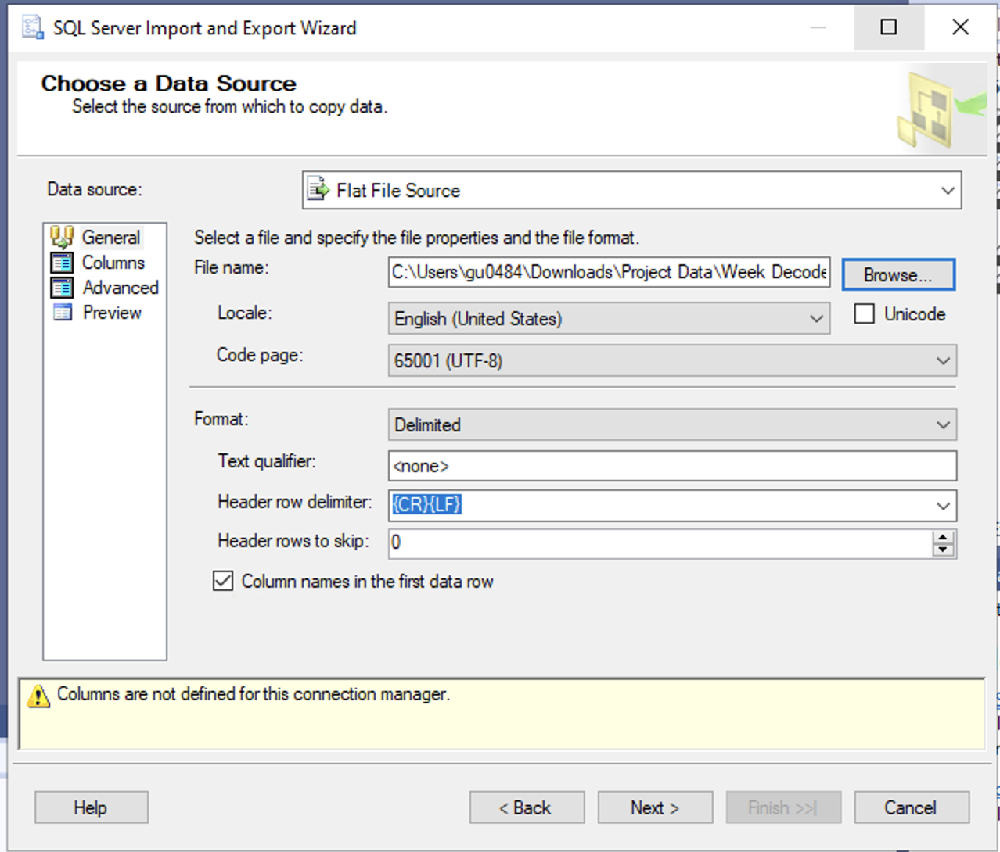 SQL Server Import and Export Wizard
Choose a Data Source
Select the source from which to copy data.
Data source: Flat File Source
General
Columns
Advanced
Preview
Select a file and specify the file properties and the file format.
File name: C:\Users\gu0484\Downloads\Project Data\Week Decode Browse...
Locale: English (United States) Unicode
Code page: 65001 (UTF-8)
Format: Delimited
Text qualifier: <none>
Header row delimiter: {CR}{LF}
Header rows to skip: 0
Column names in the first data row
Columns are not defined for this connection manager.
Help < Back Next > Finish >>| Cancel